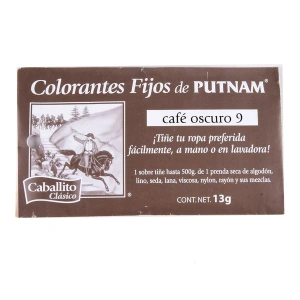 Colorantes Fijos de PUTNAM®
café oscuro 9
¡Tiñe tu ropa preferida
fácilmente, a mano o en lavadora!
1 sobre tiñe hasta 500g. de 1 prenda seca de algodón,
lino, seda, lana, viscosa, nylon, rayón y sus mezclas.
Caballito
Clásico
®
CONT. NET. 13g